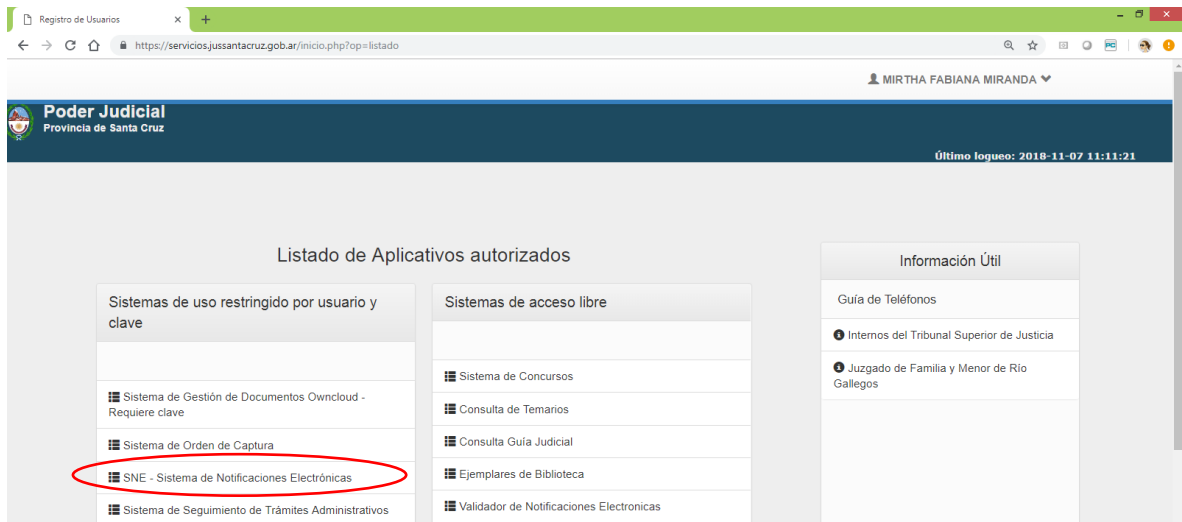 Registro de Usuarios
https://servicios.jussantacruz.gob.ar/inicio.php?op=listado
MIRTHA FABIANA MIRANDA
Poder Judicial
Provincia de Santa Cruz
Último logueo: 2018-11-07 11:11:21
Listado de Aplicativos autorizados
Sistemas de uso restringido por usuario y
clave
Sistema de Gestión de Documentos Owncloud -
Requiere clave
Sistema de Orden de Captura
SNE - Sistema de Notificaciones Electrónicas
Sistema de Seguimiento de Trámites Administrativos
Sistemas de acceso libre
Sistema de Concursos
Consulta de Temarios
Consulta Guía Judicial
Ejemplares de Biblioteca
Validador de Notificaciones Electronicas
Información Útil
Guía de Teléfonos
Internos del Tribunal Superior de Justicia
Juzgado de Familia y Menor de Río
Gallegos